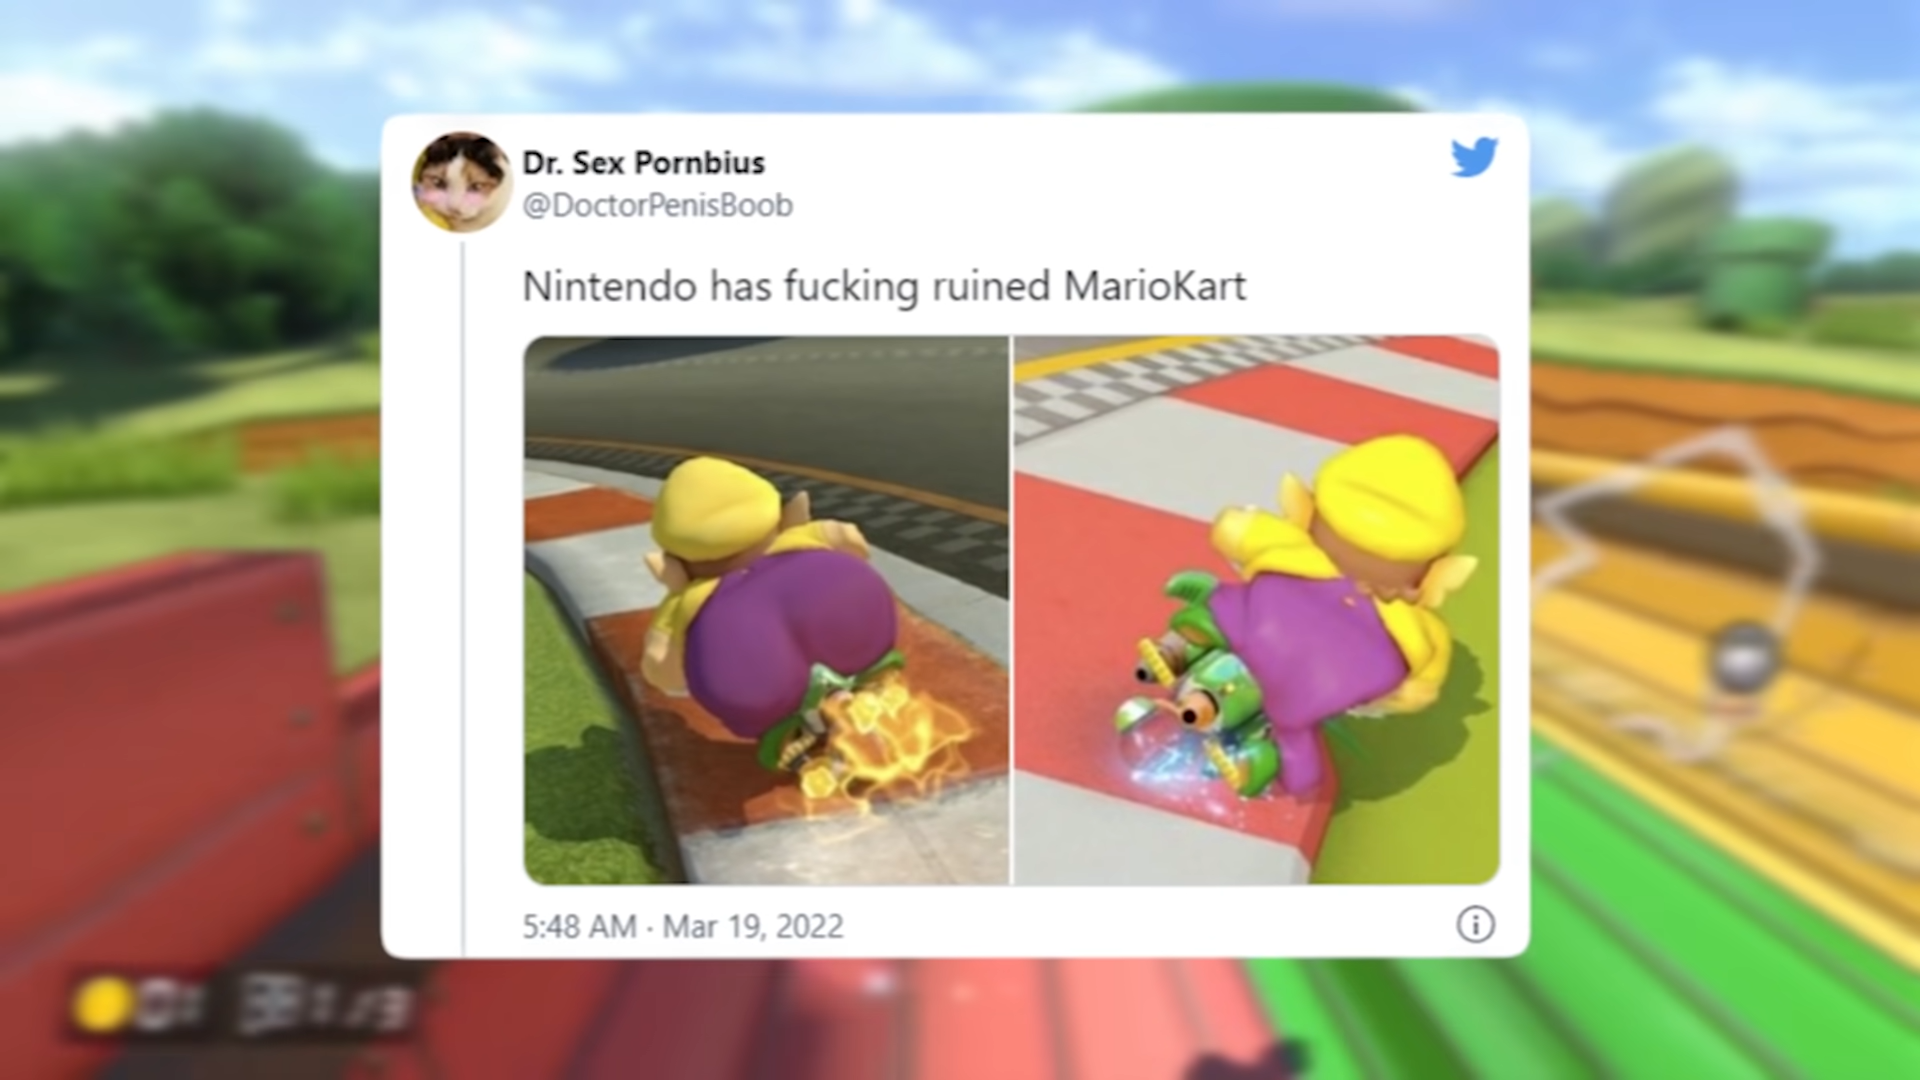 Dr. Sex Pornbius
@DoctorPenisBoob
Nintendo has fucking ruined MarioKart
5:48 AM · Mar 19, 2022